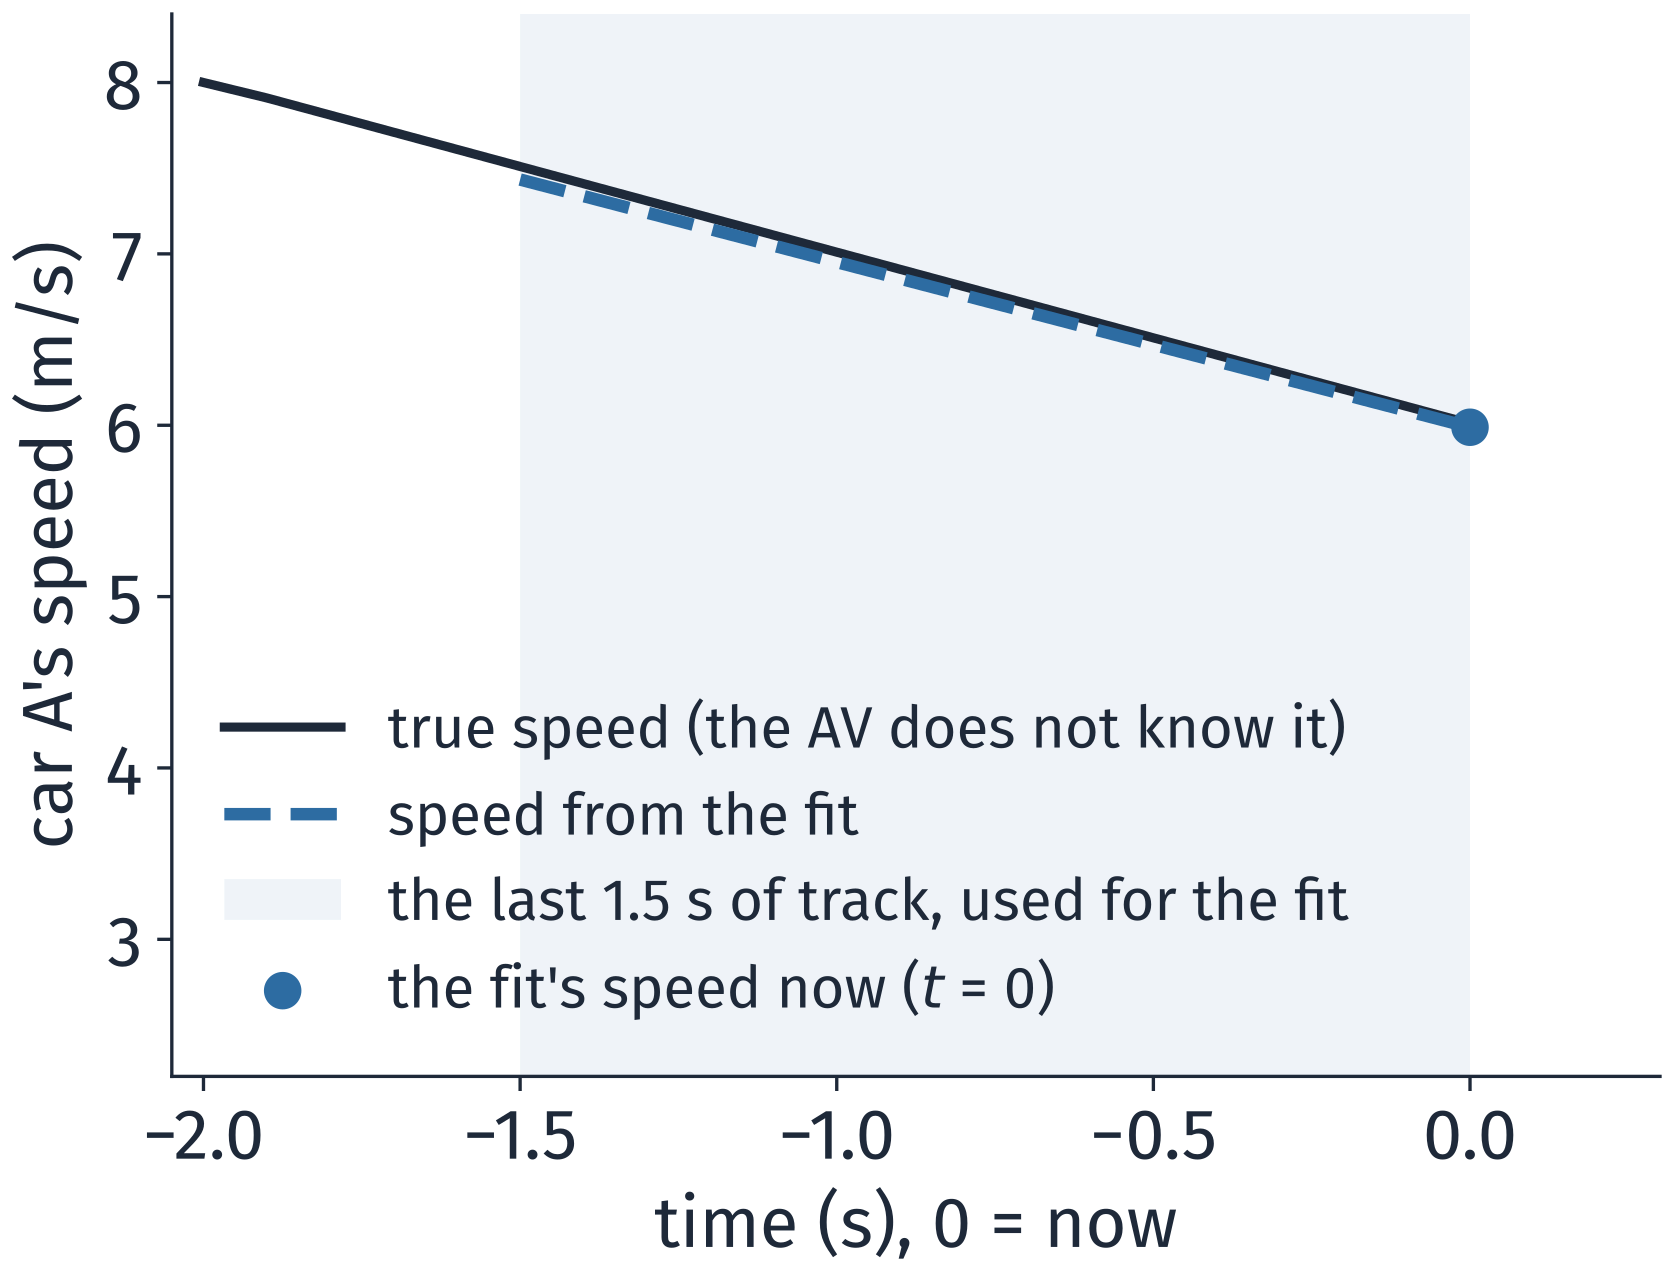 car A's speed (m/s)
8
7
6
5
4
3
true speed (the AV does not know it)
speed from the fit
the last 1.5 s of track, used for the fit
the fit's speed now (t = 0)
−2.0 −1.5 −1.0 −0.5 0.0
time (s), 0 = now